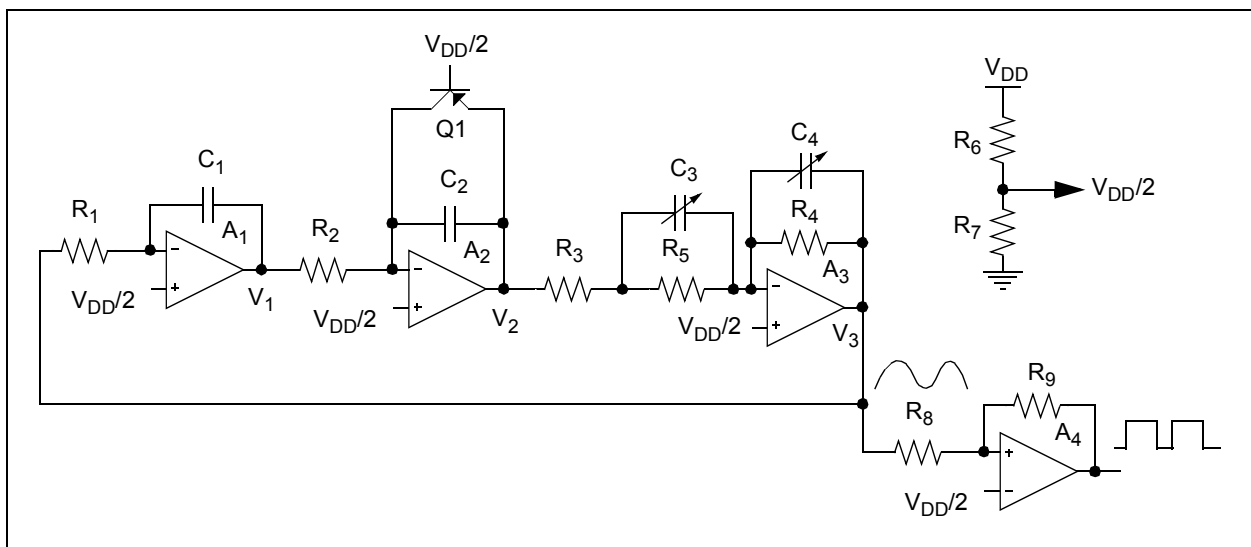 V_DD/2
Q1
C_1
R_1
A_1
V_DD/2
V_1
R_2
C_2
A_2
V_DD/2
V_2
R_3
C_3
R_5
V_DD/2
C_4
R_4
A_3
V_3
V_DD
R_6
V_DD/2
R_7
R_8
R_9
A_4
V_DD/2